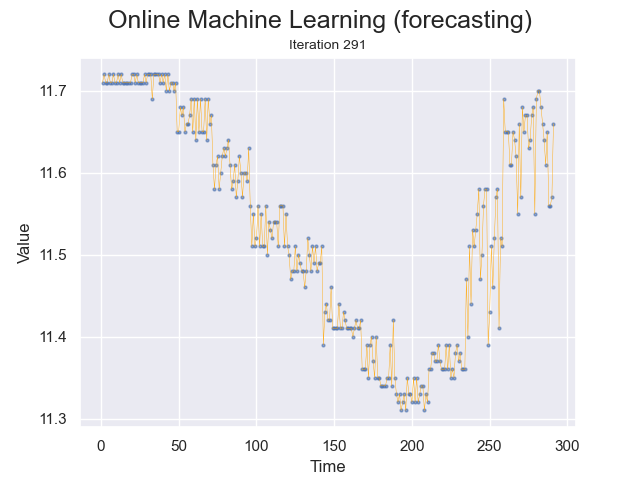 Online Machine Learning (forecasting)
Iteration 291
11.7
11.6
11.5
11.4
11.3
Value
0 50 100 150 200 250 300
Time